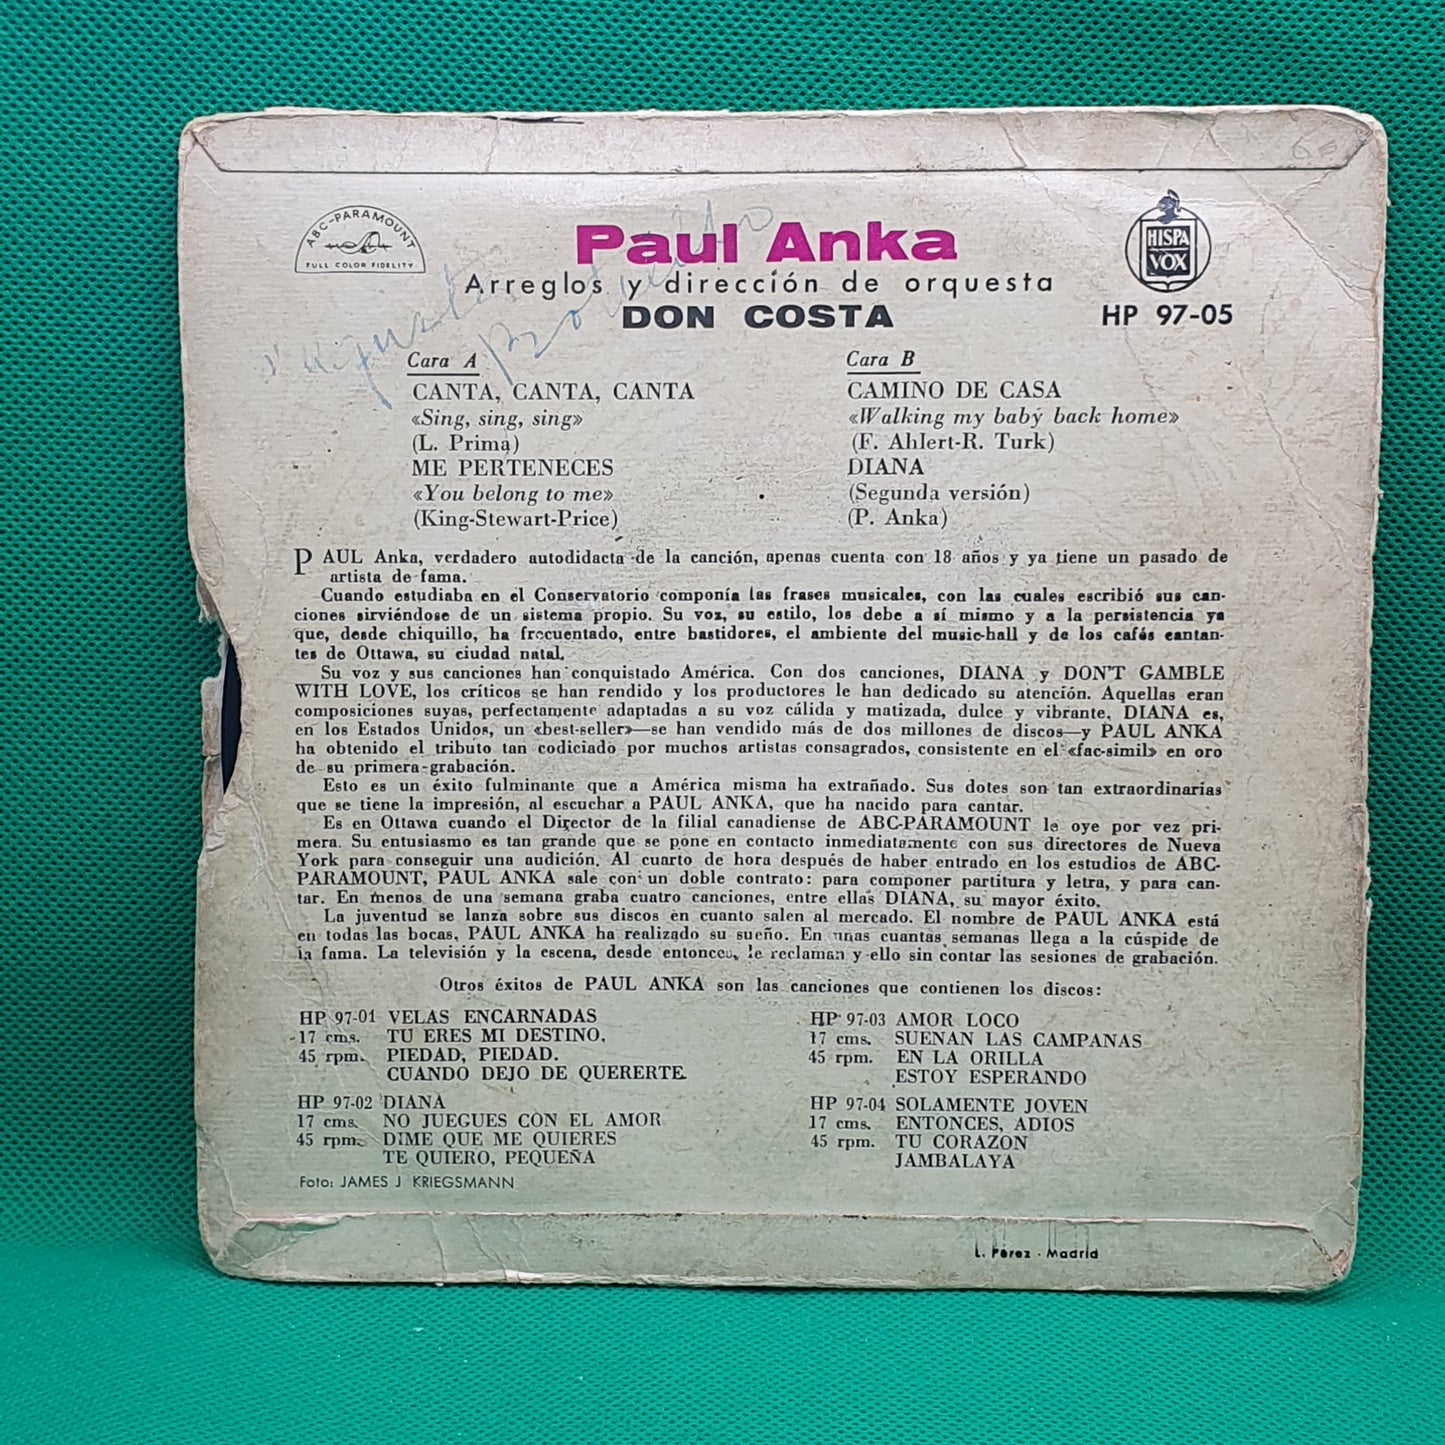 ABC-PARAMOUNT
FULL COLOR FIDELITY
Paul Anka
Arreglos y dirección de orquesta
DON COSTA
HISPA
VOX
HP 97-05
Cara A
CANTA, CANTA, CANTA
«Sing, sing, sing»
(L. Prima)
ME PERTENECES
«You belong to me»
(King-Stewart-Price)
Cara B
CAMINO DE CASA
«Walking my baby back home»
(F. Ahlert-R. Turk)
DIANA
(Segunda versión)
(P. Anka)
PAUL Anka, verdadero autodidacta de la canción, apenas cuenta con 18 años y ya tiene un pasado de
artista de fama.
Cuando estudiaba en el Conservatorio componía las frases musicales, con las cuales escribió sus can-
ciones sirviéndose de un sistema propio. Su voz, su estilo, los debe a sí mismo y a la persistencia ya
que, desde chiquillo, ha frecuentado, entre bastidores, el ambiente del music-hall y de los cafés cantan-
tes de Ottawa, su ciudad natal.
Su voz y sus canciones han conquistado América. Con dos canciones, DIANA y DON'T GAMBLE
WITH LOVE, los críticos se han rendido y los productores le han dedicado su atención. Aquellas eran
composiciones suyas, perfectamente adaptadas a su voz cálida y matizada, dulce y vibrante. DIANA es,
en los Estados Unidos, un «best-seller»—se han vendido más de dos millones de discos—y PAUL ANKA
ha obtenido el tributo tan codiciado por muchos artistas consagrados, consistente en el «fac-simil» en oro
de su primera grabación.
Esto es un éxito fulminante que a América misma ha extrañado. Sus dotes son tan extraordinarias
que se tiene la impresión, al escuchar a PAUL ANKA, que ha nacido para cantar.
Es en Ottawa cuando el Director de la filial canadiense de ABC-PARAMOUNT le oye por vez pri-
mera. Su entusiasmo es tan grande que se pone en contacto inmediatamente con sus directores de Nueva
York para conseguir una audición. Al cuarto de hora después de haber entrado en los estudios de ABC-
PARAMOUNT, PAUL ANKA sale con un doble contrato: para componer partitura y letra, y para can-
tar. En menos de una semana graba cuatro canciones, entre ellas DIANA, su mayor éxito.
La juventud se lanza sobre sus discos en cuanto salen al mercado. El nombre de PAUL ANKA está
en todas las bocas, PAUL ANKA ha realizado su sueño. En unas cuantas semanas llega a la cúspide de
la fama. La televisión y la escena, desde entonces, le reclaman y ello sin contar las sesiones de grabación.
Otros éxitos de PAUL ANKA son las canciones que contienen los discos:
HP 97-01 VELAS ENCARNADAS
17 cms. TU ERES MI DESTINO.
45 rpm. PIEDAD, PIEDAD.
CUANDO DEJO DE QUERERTE
HP 97-02 DIANA
17 cms. NO JUEGUES CON EL AMOR
45 rpm. DIME QUE ME QUIERES
TE QUIERO, PEQUEÑA
HP 97-03 AMOR LOCO
17 cms. SUENAN LAS CAMPANAS
45 rpm. EN LA ORILLA
ESTOY ESPERANDO
HP 97-04 SOLAMENTE JOVEN
17 cms. ENTONCES, ADIOS
45 rpm. TU CORAZON
JAMBALAYA
Foto: JAMES J KRIEGSMANN
L. Pérez - Madrid